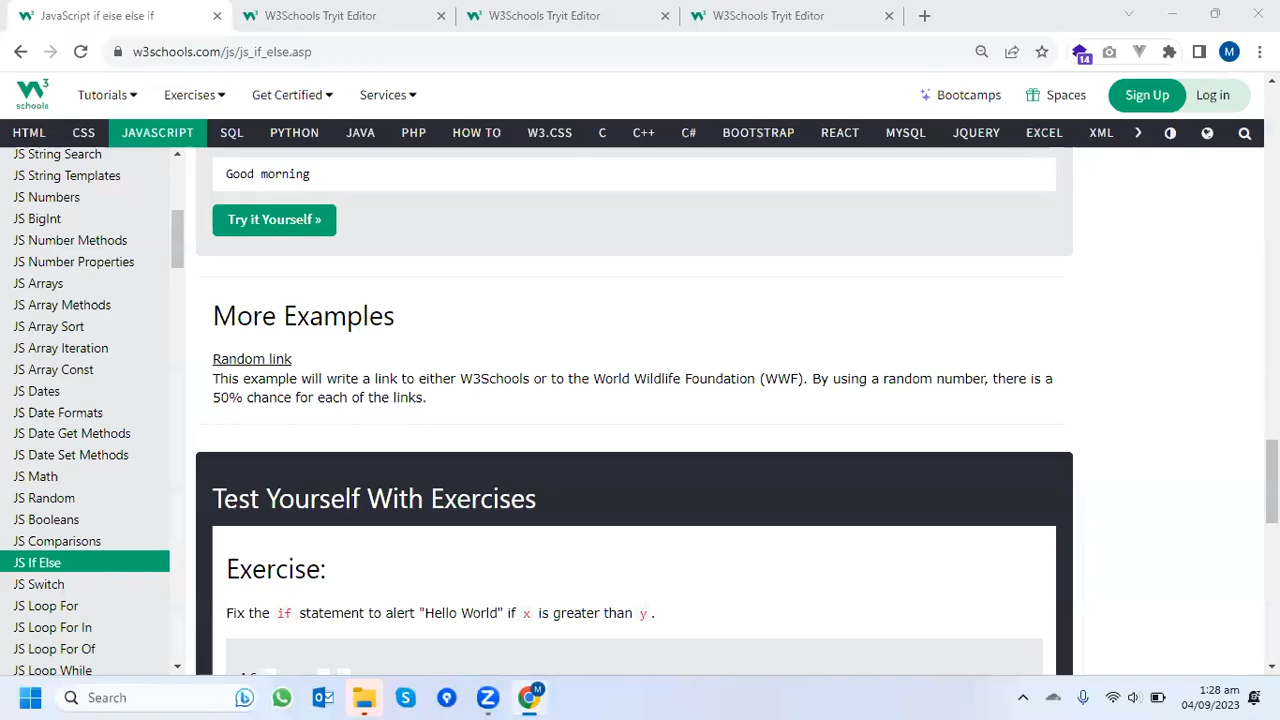 JavaScript if else else if
W3Schools Tryit Editor
W3Schools Tryit Editor
W3Schools Tryit Editor
w3schools.com/js/js_if_else.asp
14
M
3
schools
Tutorials
Exercises
Get Certified
Services
Bootcamps
Spaces
Sign Up
Log in
HTML CSS JAVASCRIPT SQL PYTHON JAVA PHP HOW TO W3.CSS C C++ C# BOOTSTRAP REACT MYSQL JQUERY EXCEL XML
JS String Search
JS String Templates
JS Numbers
JS BigInt
JS Number Methods
JS Number Properties
JS Arrays
JS Array Methods
JS Array Sort
JS Array Iteration
JS Array Const
JS Dates
JS Date Formats
JS Date Get Methods
JS Date Set Methods
JS Math
JS Random
JS Booleans
JS Comparisons
JS If Else
JS Switch
JS Loop For
JS Loop For In
JS Loop For Of
JS Loop While
Good morning
Try it Yourself »
More Examples
Random link
This example will write a link to either W3Schools or to the World Wildlife Foundation (WWF). By using a random number, there is a
50% chance for each of the links.
Test Yourself With Exercises
Exercise:
Fix the if statement to alert "Hello World" if x is greater than y.
Search
M
1:28 am
04/09/2023